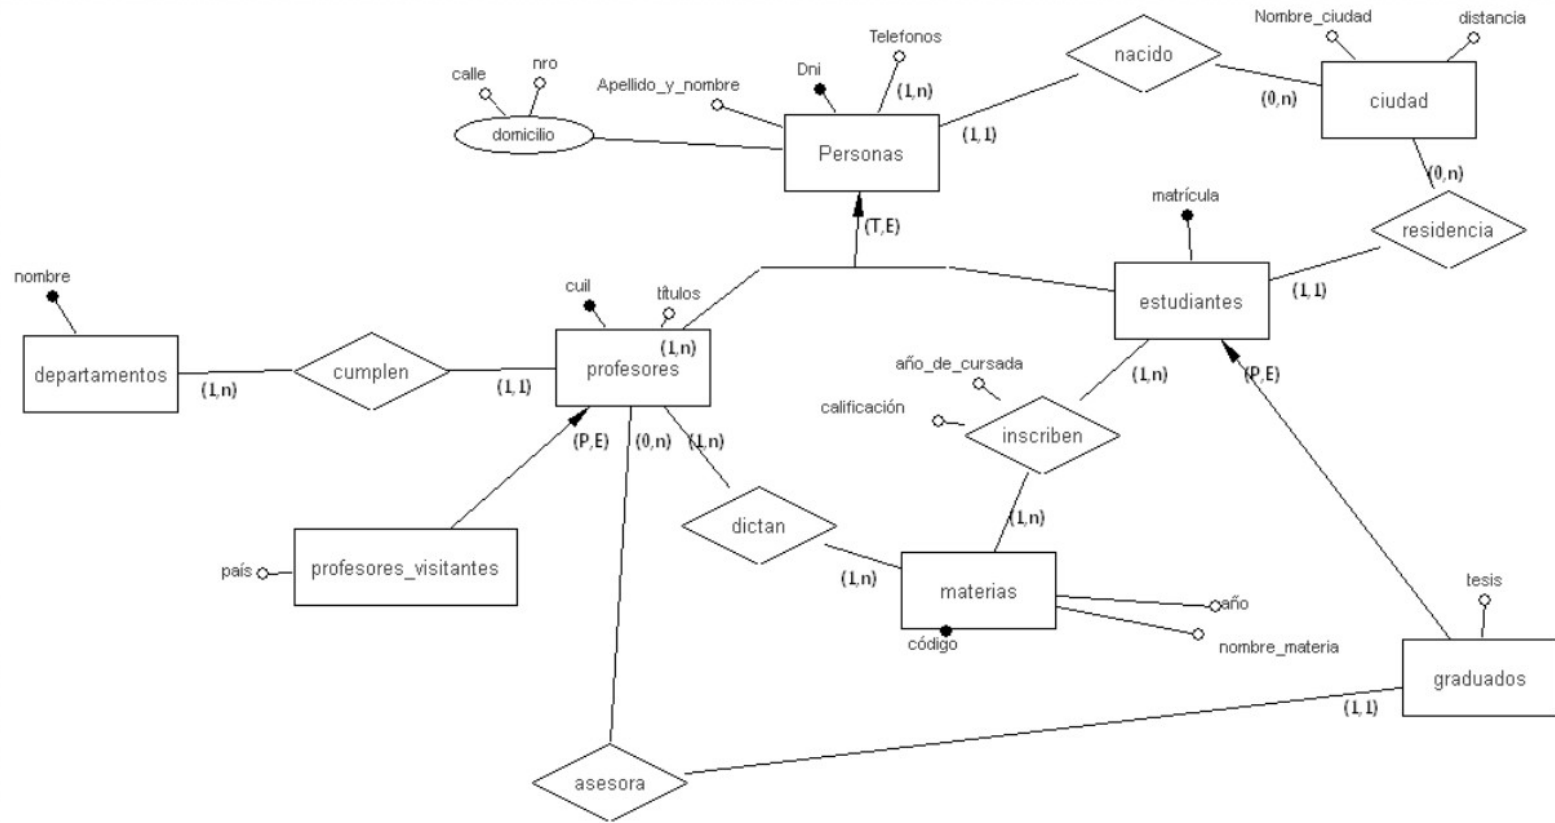 Nombre_ciudad
distancia
Telefonos
nacido
nro
Dni
calle
Apellido_y_nombre
(1,n)
(0,n)
ciudad
domicilio
(1,1)
Personas
(0,n)
matrícula
(T,E)
residencia
nombre
cuil
títulos
estudiantes
(1,1)
(1,n)
departamentos
cumplen
profesores
año_de_cursada
(1,n)
(P,E)
(1,n)
(1,1)
calificación
(P,E)
(0,n)
(1,n)
inscriben
(1,n)
dictan
país
profesores_visitantes
(1,n)
materias
tesis
año
código
nombre_materia
graduados
(1,1)
asesora